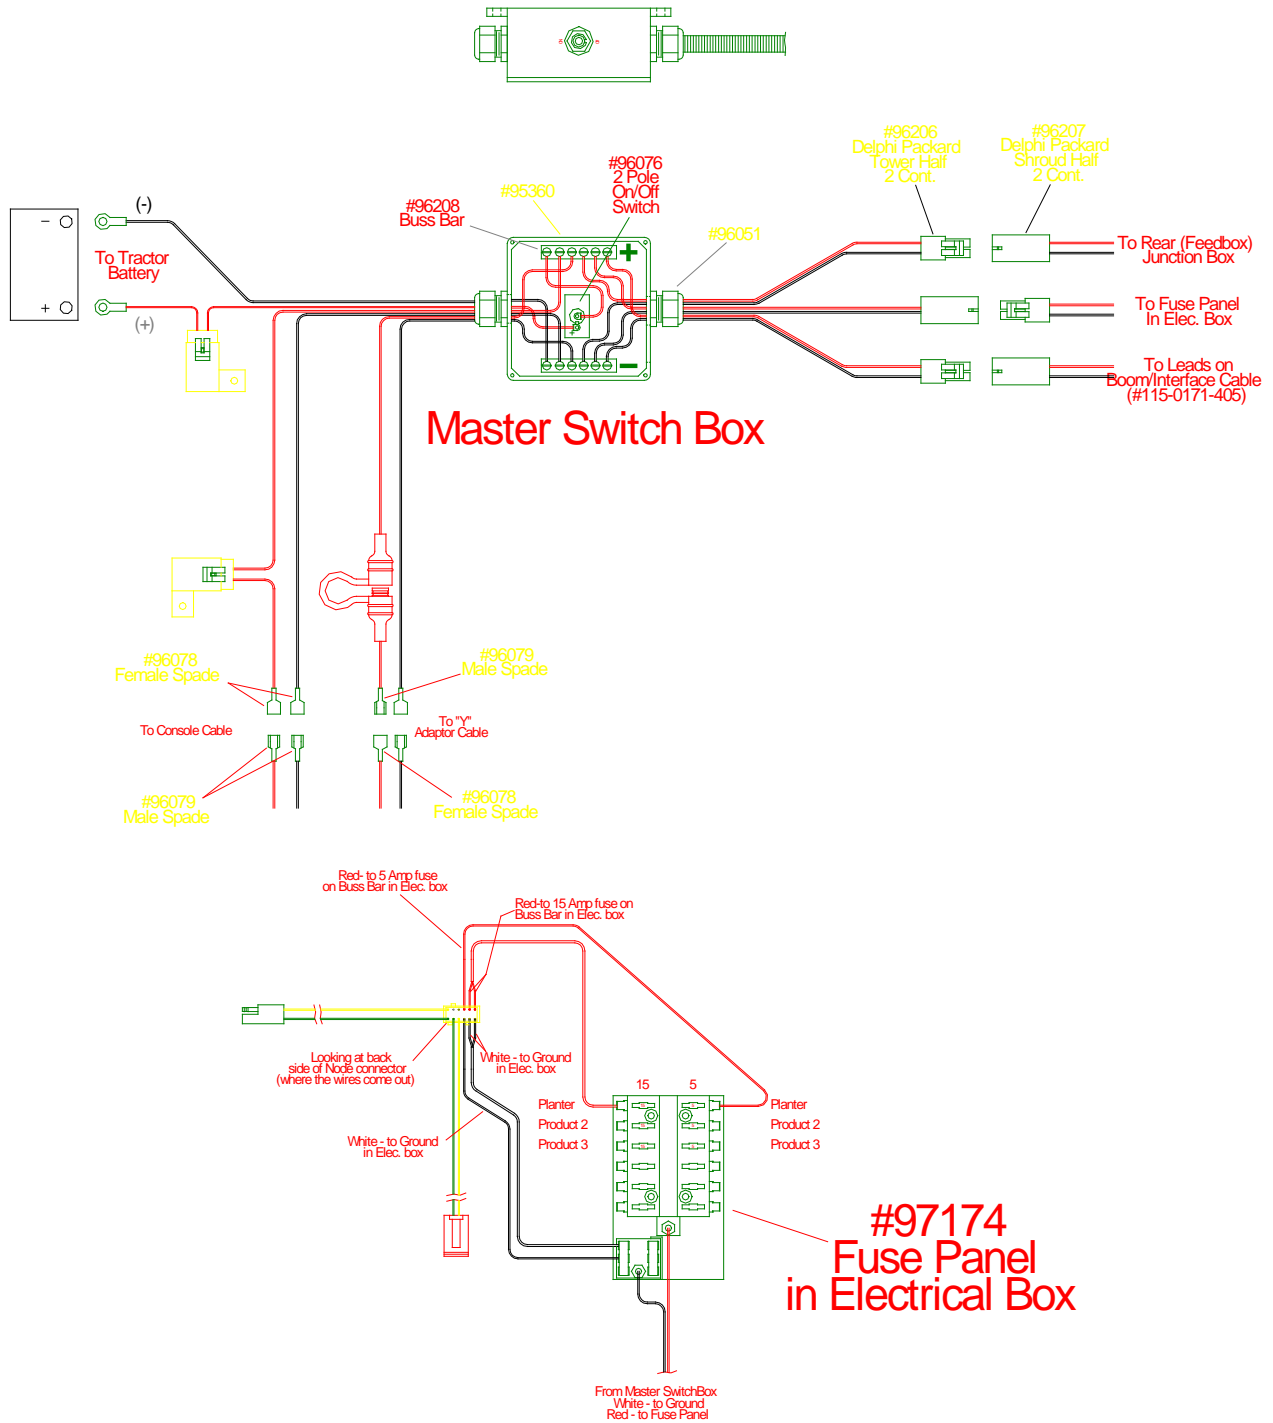 #96206
Delphi Packard
Tower Half
2 Cont.
#96207
Delphi Packard
Shroud Half
2 Cont.
#96076
2 Pole
On/Off
Switch
#95360
#96208
Buss Bar
#96051
(-)
-
To Tractor
Battery
+
(+)
+
-
To Rear (Feedbox)
Junction Box
To Fuse Panel
In Elec. Box
To Leads on
Boom/Interface Cable
(#115-0171-405)
Master Switch Box
#96078
Female Spade
#96079
Male Spade
To Console Cable
To "Y"
Adaptor Cable
#96079
Male Spade
#96078
Female Spade
Red- to 5 Amp fuse
on Buss Bar in Elec. box
Red-to 15 Amp fuse on
Buss Bar in Elec. box
Looking at back
side of Node connector
(where the wires come out)
White - to Ground
in Elec. box
White - to Ground
in Elec. box
15 5
Planter
Product 2
Product 3
Planter
Product 2
Product 3
#97174
Fuse Panel
in Electrical Box
From Master SwitchBox
White - to Ground
Red - to Fuse Panel